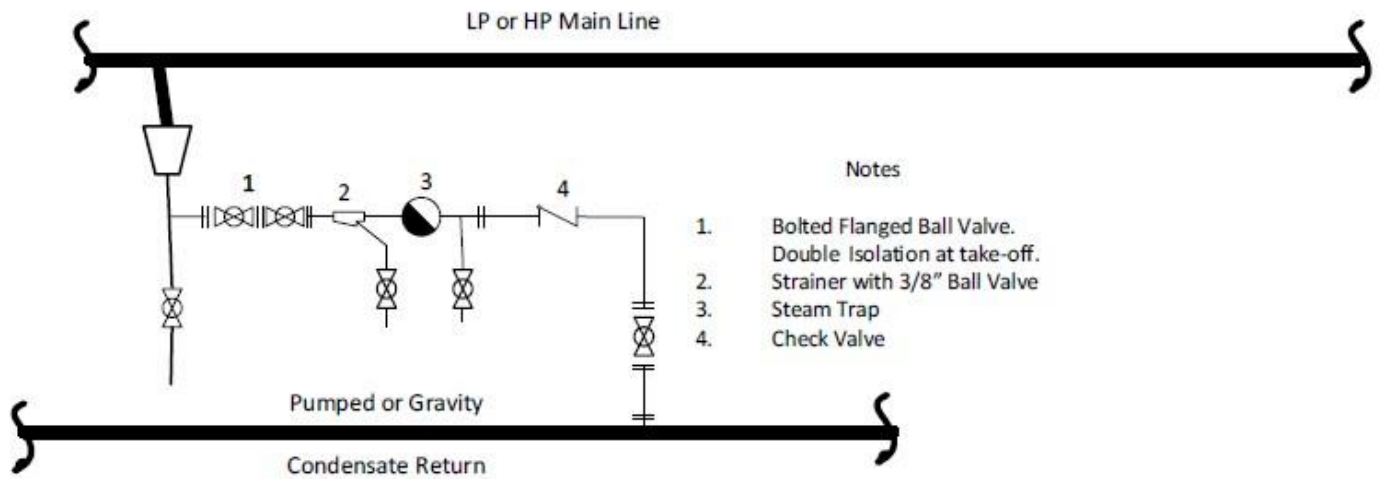 LP or HP Main Line
1
2
3
4
Notes
1. Bolted Flanged Ball Valve.
Double Isolation at take-off.
2. Strainer with 3/8” Ball Valve
3. Steam Trap
4. Check Valve
Pumped or Gravity
Condensate Return